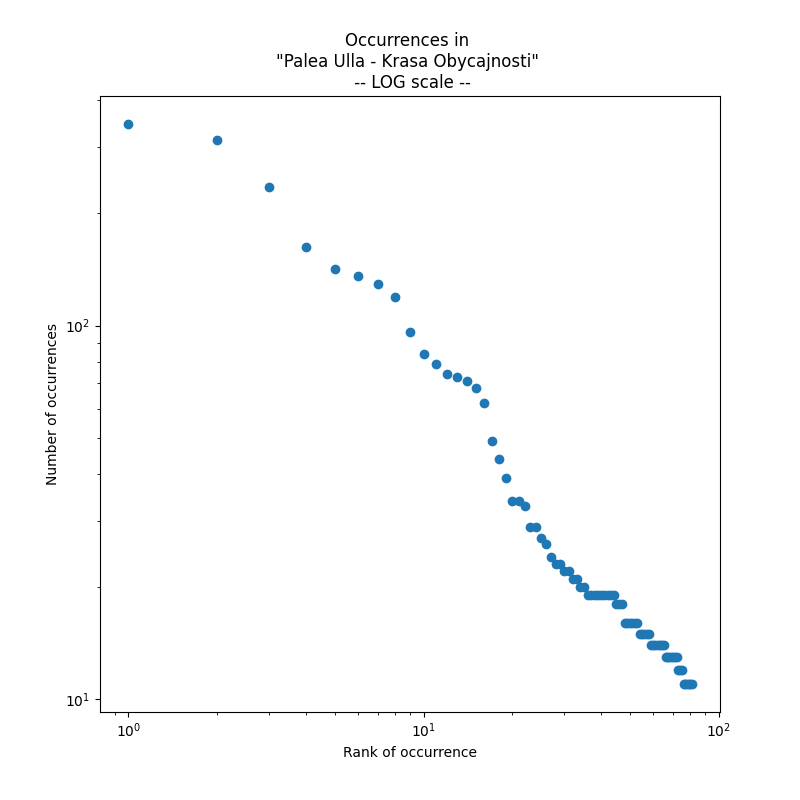 Occurrences in
"Palea Ulla - Krasa Obycajnosti"
-- LOG scale --
Number of occurrences
10²
10¹
10⁰ 10¹ 10²
Rank of occurrence